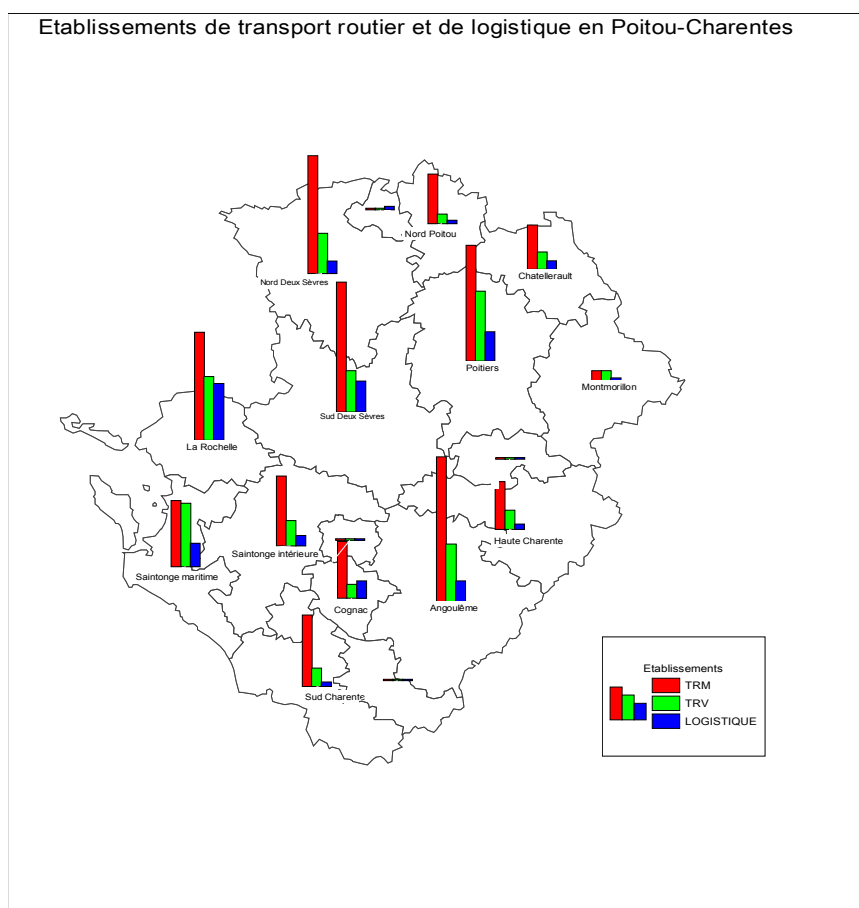 Etablissements de transport routier et de logistique en Poitou-Charentes
Nord Poitou
Chatellerault
Nord Deux Sèvres
Poitiers
Montmorillon
Sud Deux Sèvres
La Rochelle
Haute Charente
Saintonge intérieure
Saintonge maritime
Cognac
Angoulême
Sud Charente
Etablissements
TRM
TRV
LOGISTIQUE